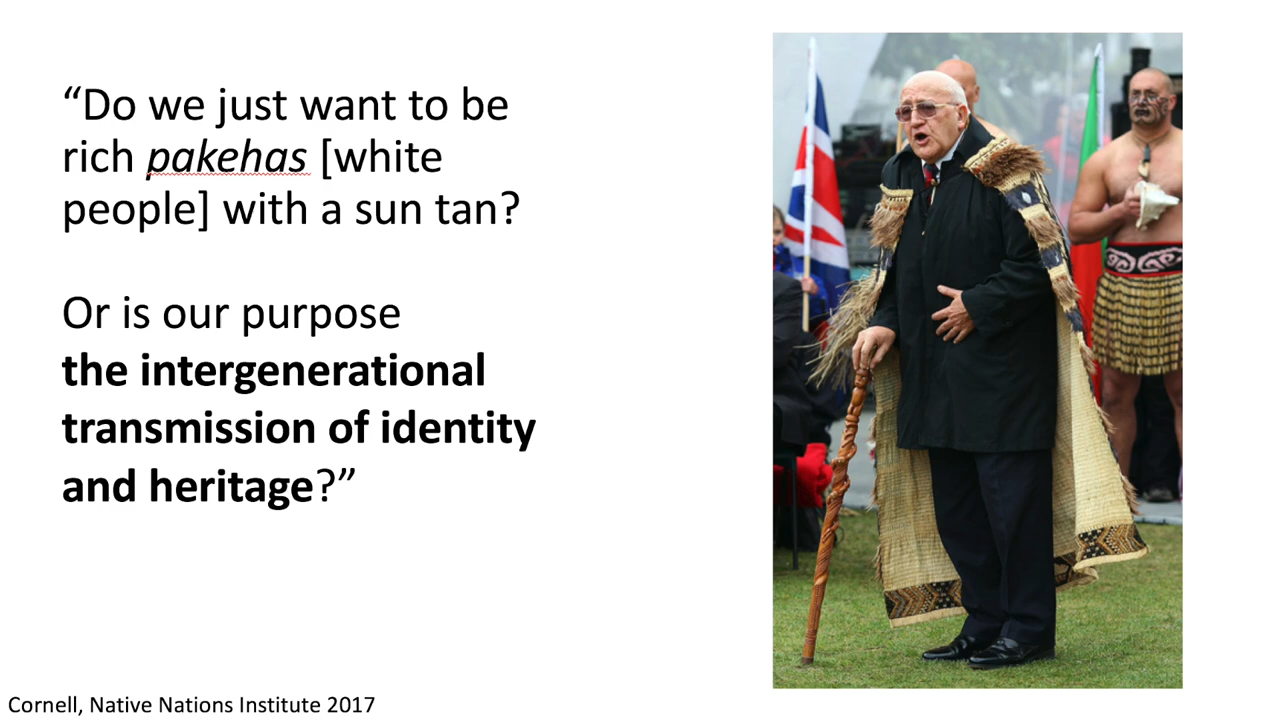 “Do we just want to be
rich pakehas [white
people] with a sun tan?
Or is our purpose
the intergenerational
transmission of identity
and heritage?”
Cornell, Native Nations Institute 2017